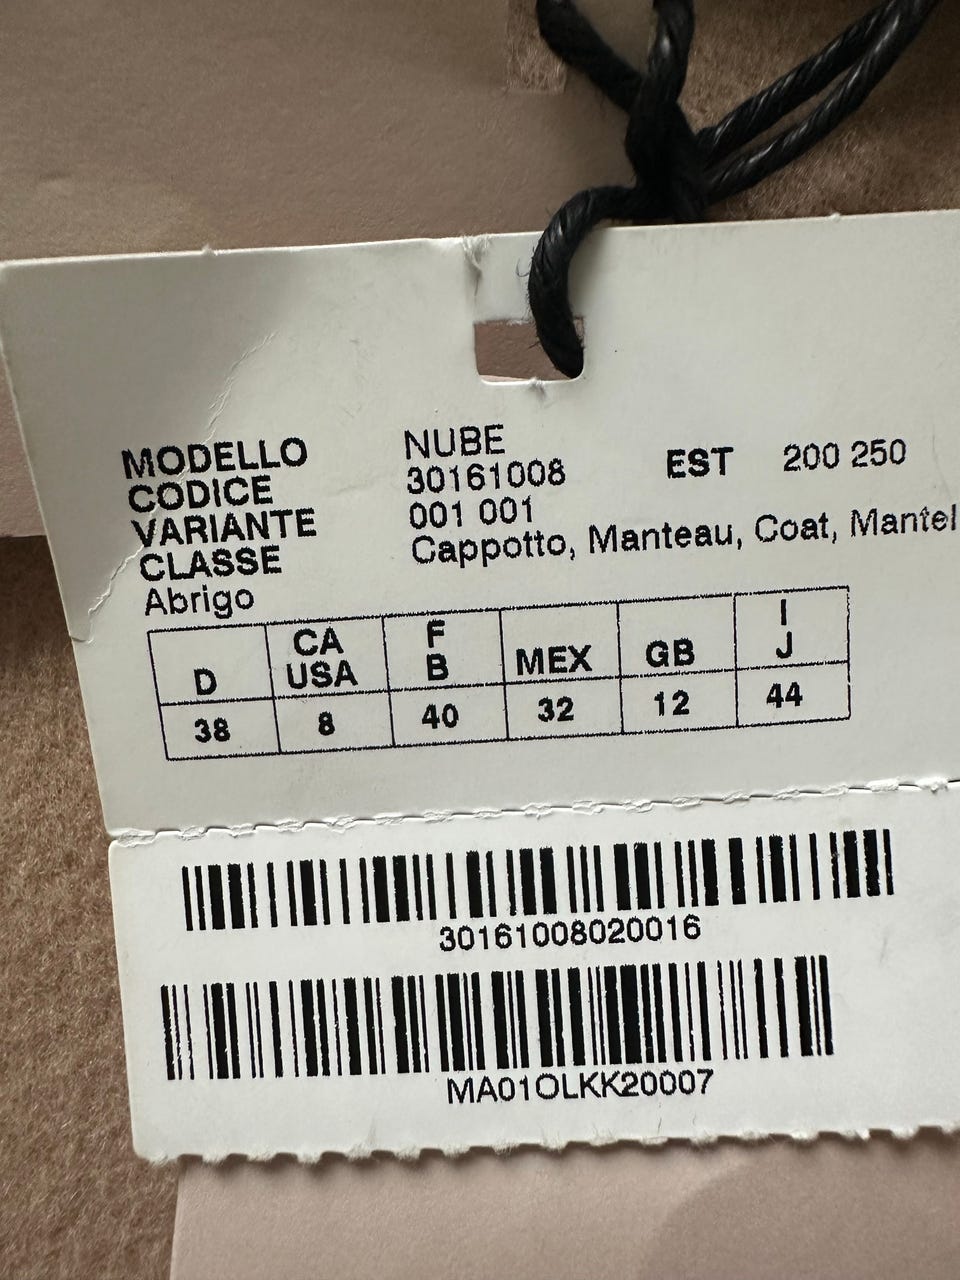 MODELLO NUBE
CODICE 30161008 EST 200 250
VARIANTE 001 001
CLASSE Cappotto, Manteau, Coat, Mantel
Abrigo
D CA USA F B MEX GB I J
38 8 40 32 12 44
30161008020016
MA01OLKK20007